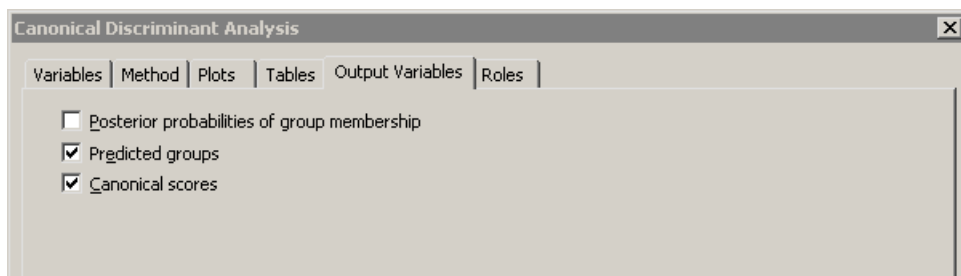 Canonical Discriminant Analysis
Variables Method Plots Tables Output Variables Roles
Posterior probabilities of group membership
Predicted groups
Canonical scores